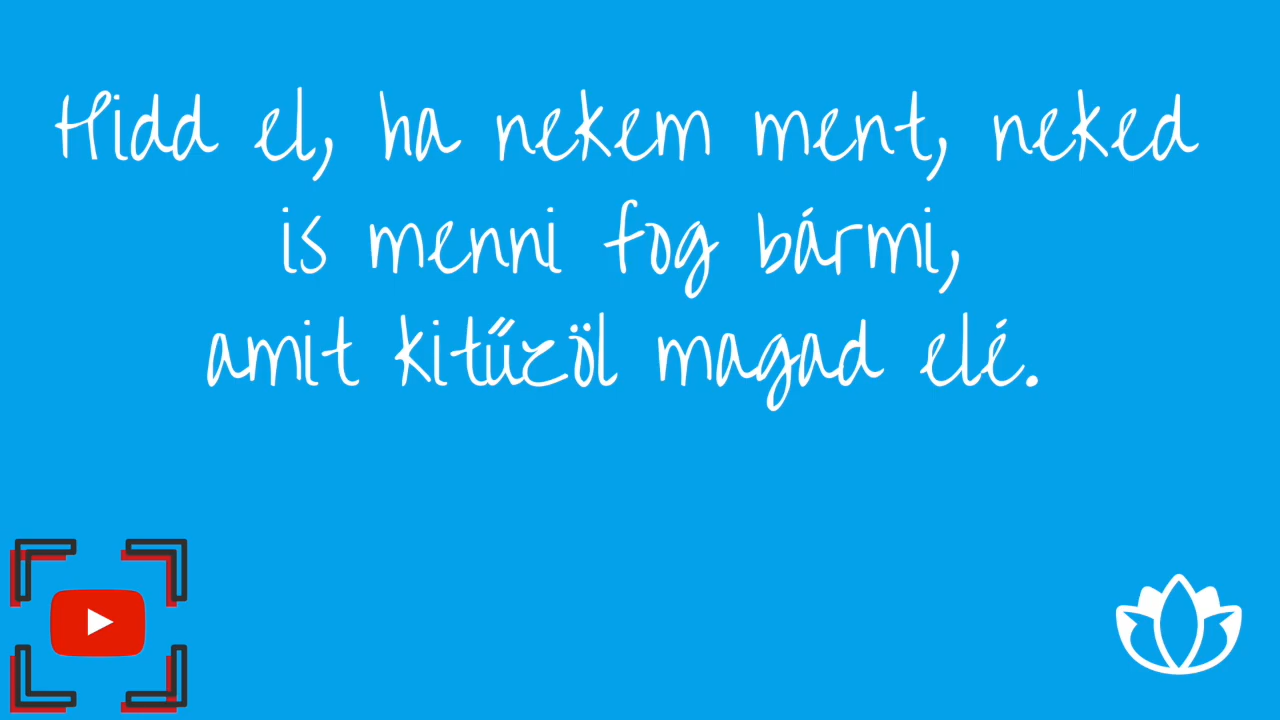 Hidd el, ha nekem ment, neked
is menni fog bármi,
amit kitűzöl magad elé.